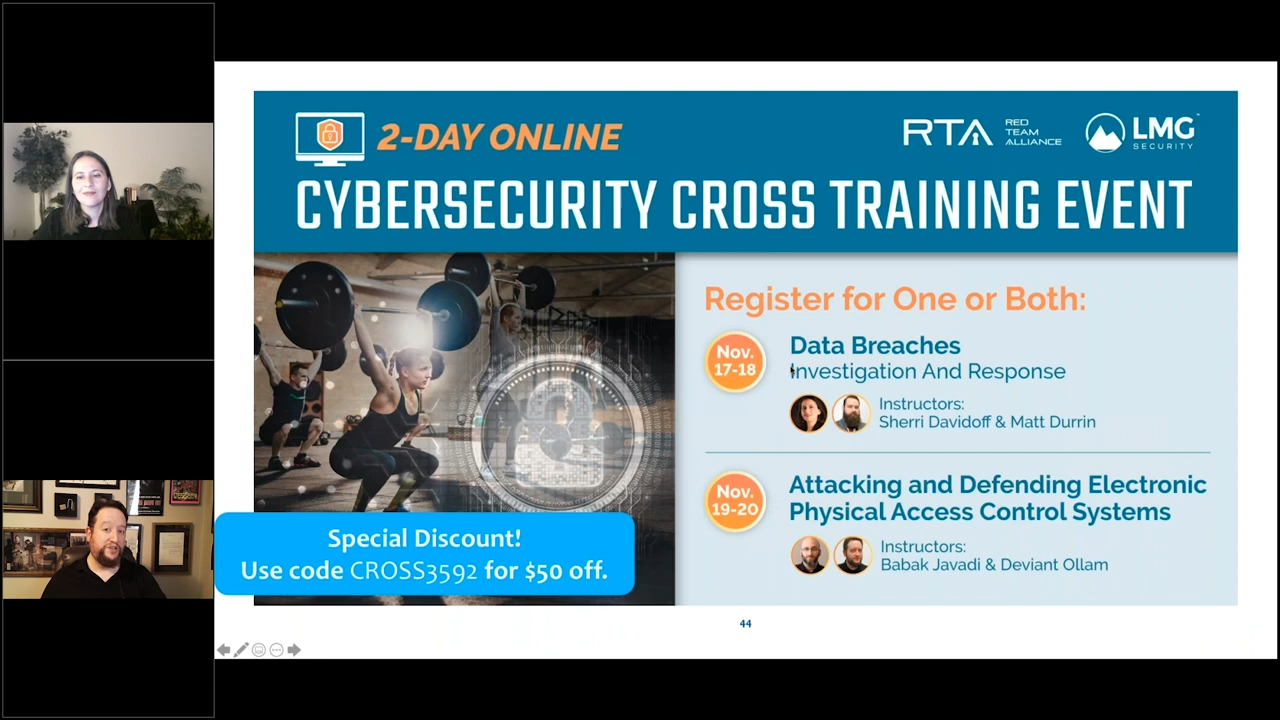 2-DAY ONLINE
RTA RED
TEAM
ALLIANCE
LMG
SECURITY
CYBERSECURITY CROSS TRAINING EVENT
Register for One or Both:
Nov.
17-18
Data Breaches
Investigation And Response
Instructors:
Sherri Davidoff & Matt Durrin
Nov.
19-20
Attacking and Defending Electronic
Physical Access Control Systems
Instructors:
Babak Javadi & Deviant Ollam
Special Discount!
Use code CROSS3592 for $50 off.
44